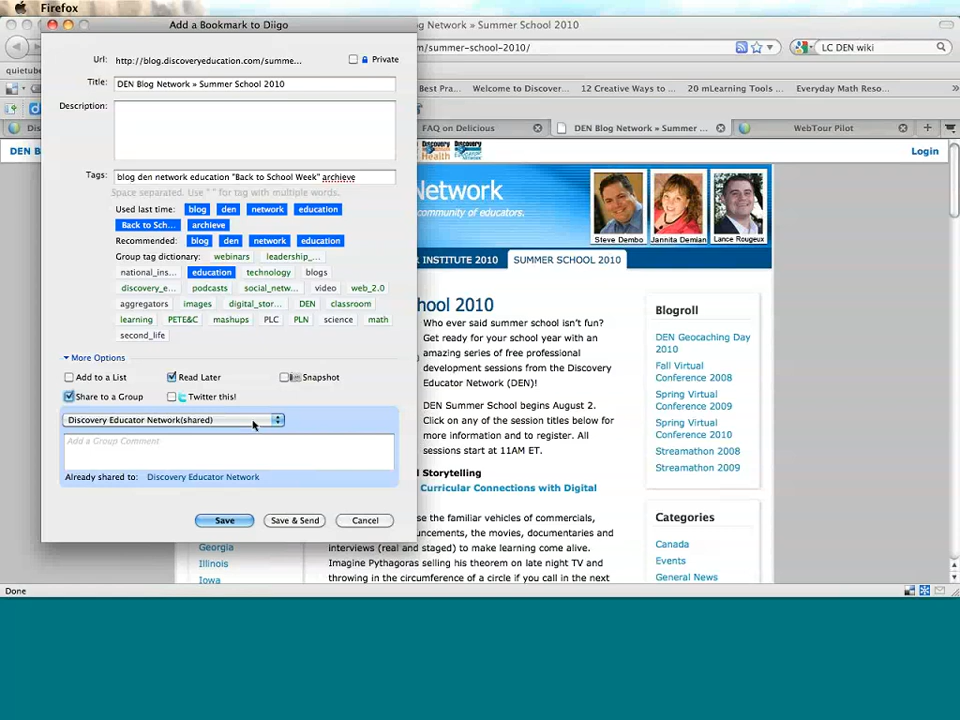 Firefox
Add a Bookmark to Diigo
Network » Summer School 2010
Url: http://blog.discoveryeducation.com/summe...
Private
om/summer-school-2010/
LC DEN wiki
quietube
Title: DEN Blog Network » Summer School 2010
Best Pra...
Welcome to Discover...
12 Creative Ways to ...
20 mLearning Tools ...
Everyday Math Reso...
Description:
Dis
FAQ on Delicious
DEN Blog Network » Summer ...
WebTour Pilot
DEN B
Discovery Health
Discovery Educator Network
Login
Tags: blog den network education "Back to School Week" archieve
Space separated. Use " " for tag with multiple words.
Network
community of educators.
Steve Dembo
Jannita Demian
Lance Rougeux
Used last time: blog den network education
Back to Sch... archieve
Recommended: blog den network education
Group tag dictionary: webinars leadership_...
national_ins... education technology blogs
discovery_e... podcasts social_netw... video web_2.0
aggregators images digital_stor... DEN classroom
learning PETE&C mashups PLC PLN science math
second_life
More Options
Add to a List
Read Later
Snapshot
Share to a Group
Twitter this!
Discovery Educator Network(shared)
Add a Group Comment
Already shared to: Discovery Educator Network
Save
Save & Send
Cancel
R INSTITUTE 2010
SUMMER SCHOOL 2010
hool 2010
Who ever said summer school isn't fun?
Get ready for your school year with an
amazing series of free professional
development sessions from the Discovery
Educator Network (DEN)!
DEN Summer School begins August 2.
Click on any of the session titles below for
more information and to register. All
sessions start at 11AM ET.
Storytelling
Curricular Connections with Digital
se the familiar vehicles of commercials,
uncements, the movies, documentaries and
interviews (real and staged) to make learning come alive.
Imagine Pythagoras selling his theorem on late night TV and
throwing in the circumference of a circle if you call in the next
Georgia
Illinois
Iowa
Blogroll
DEN Geocaching Day
2010
Fall Virtual
Conference 2008
Spring Virtual
Conference 2009
Spring Virtual
Conference 2010
Streamathon 2008
Streamathon 2009
Categories
Canada
Events
General News
Done